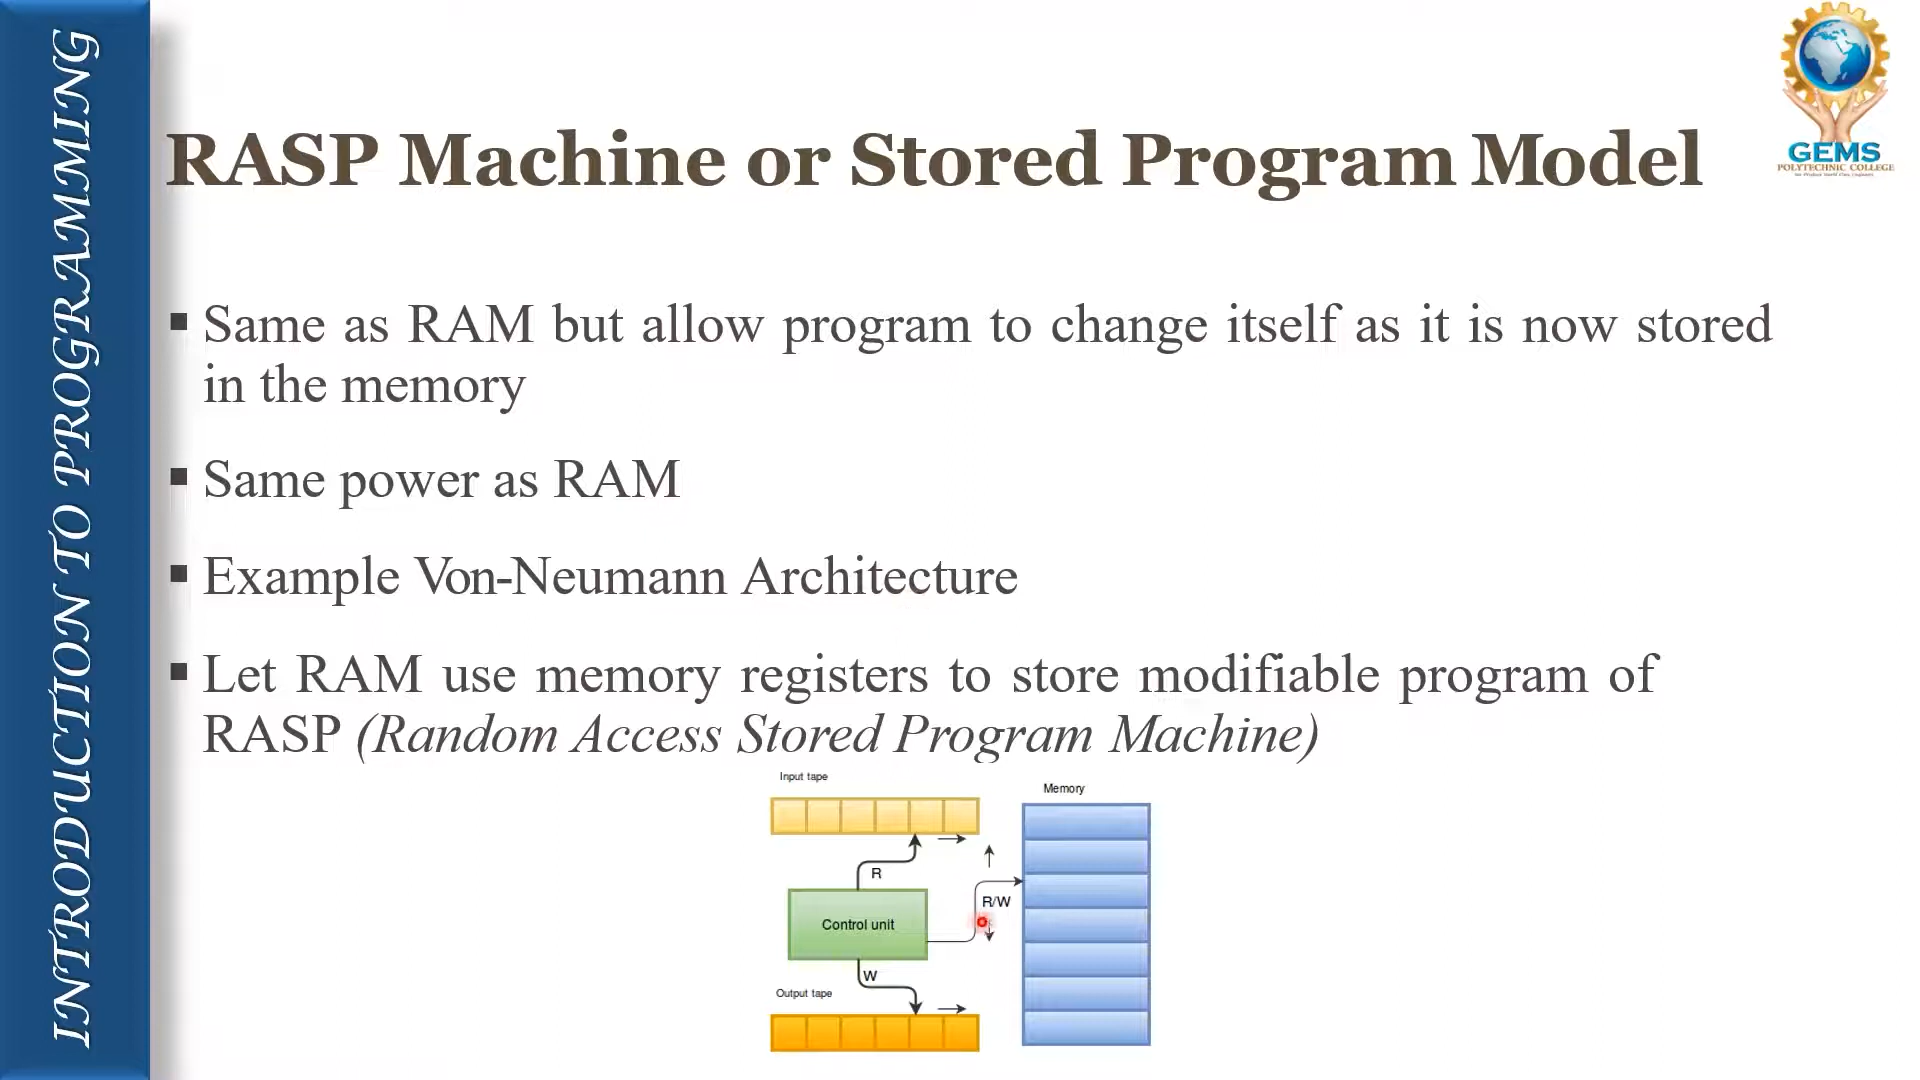 INTRODUCTION TO PROGRAMMING
GEMS
POLYTECHNIC COLLEGE
RASP Machine or Stored Program Model
▪ Same as RAM but allow program to change itself as it is now stored
in the memory
▪ Same power as RAM
▪ Example Von-Neumann Architecture
▪ Let RAM use memory registers to store modifiable program of
RASP (Random Access Stored Program Machine)
Input tape
Memory
R
R/W
Control unit
W
Output tape